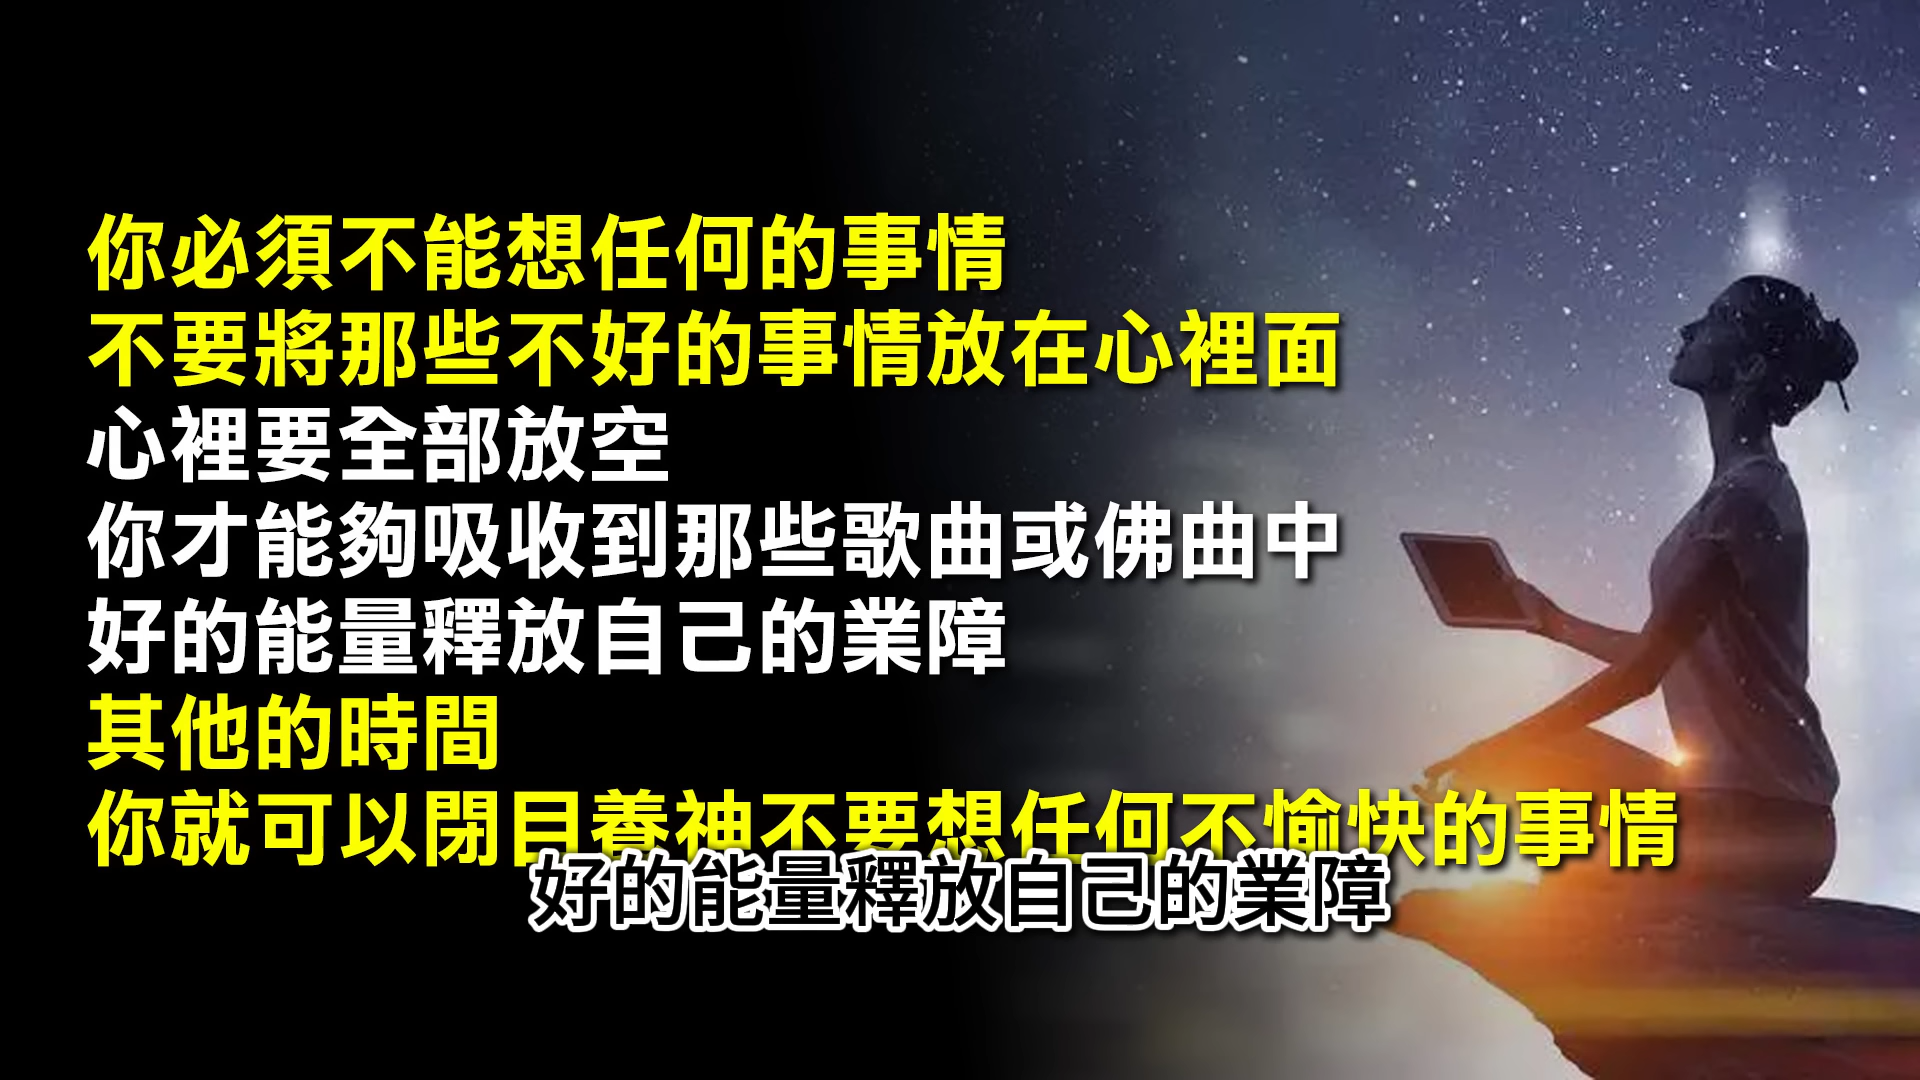 你必須不能想任何的事情
不要將那些不好的事情放在心裡面
心裡要全部放空
你才能夠吸收到那些歌曲或佛曲中
好的能量釋放自己的業障
其他的時間
你就可以閉目養神不要想任何不愉快的事情
好的能量釋放自己的業障